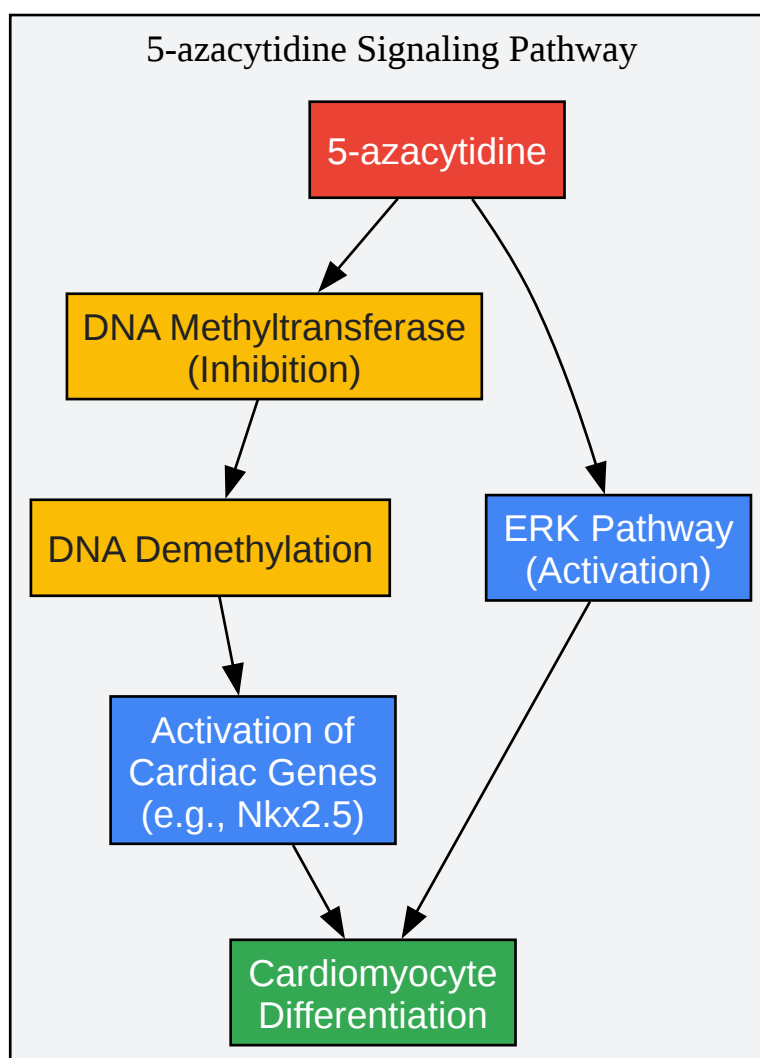 5-azacytidine Signaling Pathway
5-azacytidine
DNA Methyltransferase
(Inhibition)
DNA Demethylation
ERK Pathway
(Activation)
Activation of
Cardiac Genes
(e.g., Nkx2.5)
Cardiomyocyte
Differentiation